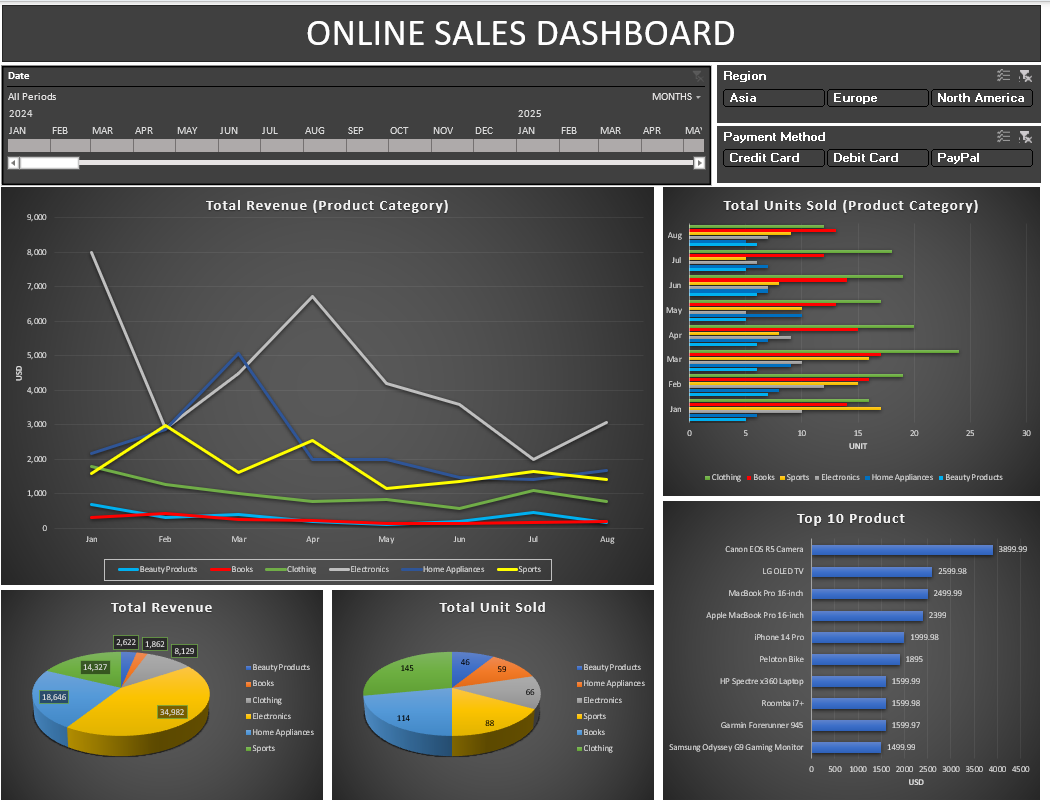 ONLINE SALES DASHBOARD
Date
All Periods MONTHS
2024 2025
JAN FEB MAR APR MAY JUN JUL AUG SEP OCT NOV DEC JAN FEB MAR APR MAY
Region
Asia Europe North America
Payment Method
Credit Card Debit Card PayPal
Total Revenue (Product Category)
9,000
8,000
7,000
6,000
5,000
4,000
3,000
2,000
1,000
0
USD
Jan Feb Mar Apr May Jun Jul Aug
Beauty Products Books Clothing Electronics Home Appliances Sports
Total Units Sold (Product Category)
Aug
Jul
Jun
May
Apr
Mar
Feb
Jan
0 5 10 15 20 25 30
UNIT
Clothing Books Sports Electronics Home Appliances Beauty Products
Total Revenue
2,622 1,862 8,129
14,327
18,646
34,982
Beauty Products
Books
Clothing
Electronics
Home Appliances
Sports
Total Unit Sold
46
145 59
66
114 88
Beauty Products
Home Appliances
Electronics
Sports
Books
Clothing
Top 10 Product
Canon EOS R5 Camera 3899.99
LG OLED TV 2599.98
MacBook Pro 16-inch 2499.99
Apple MacBook Pro 16-inch 2399
iPhone 14 Pro 1999.98
Peloton Bike 1895
HP Spectre x360 Laptop 1599.99
Roomba i7+ 1599.98
Garmin Forerunner 945 1599.97
Samsung Odyssey G9 Gaming Monitor 1499.99
0 500 1000 1500 2000 2500 3000 3500 4000 4500
USD